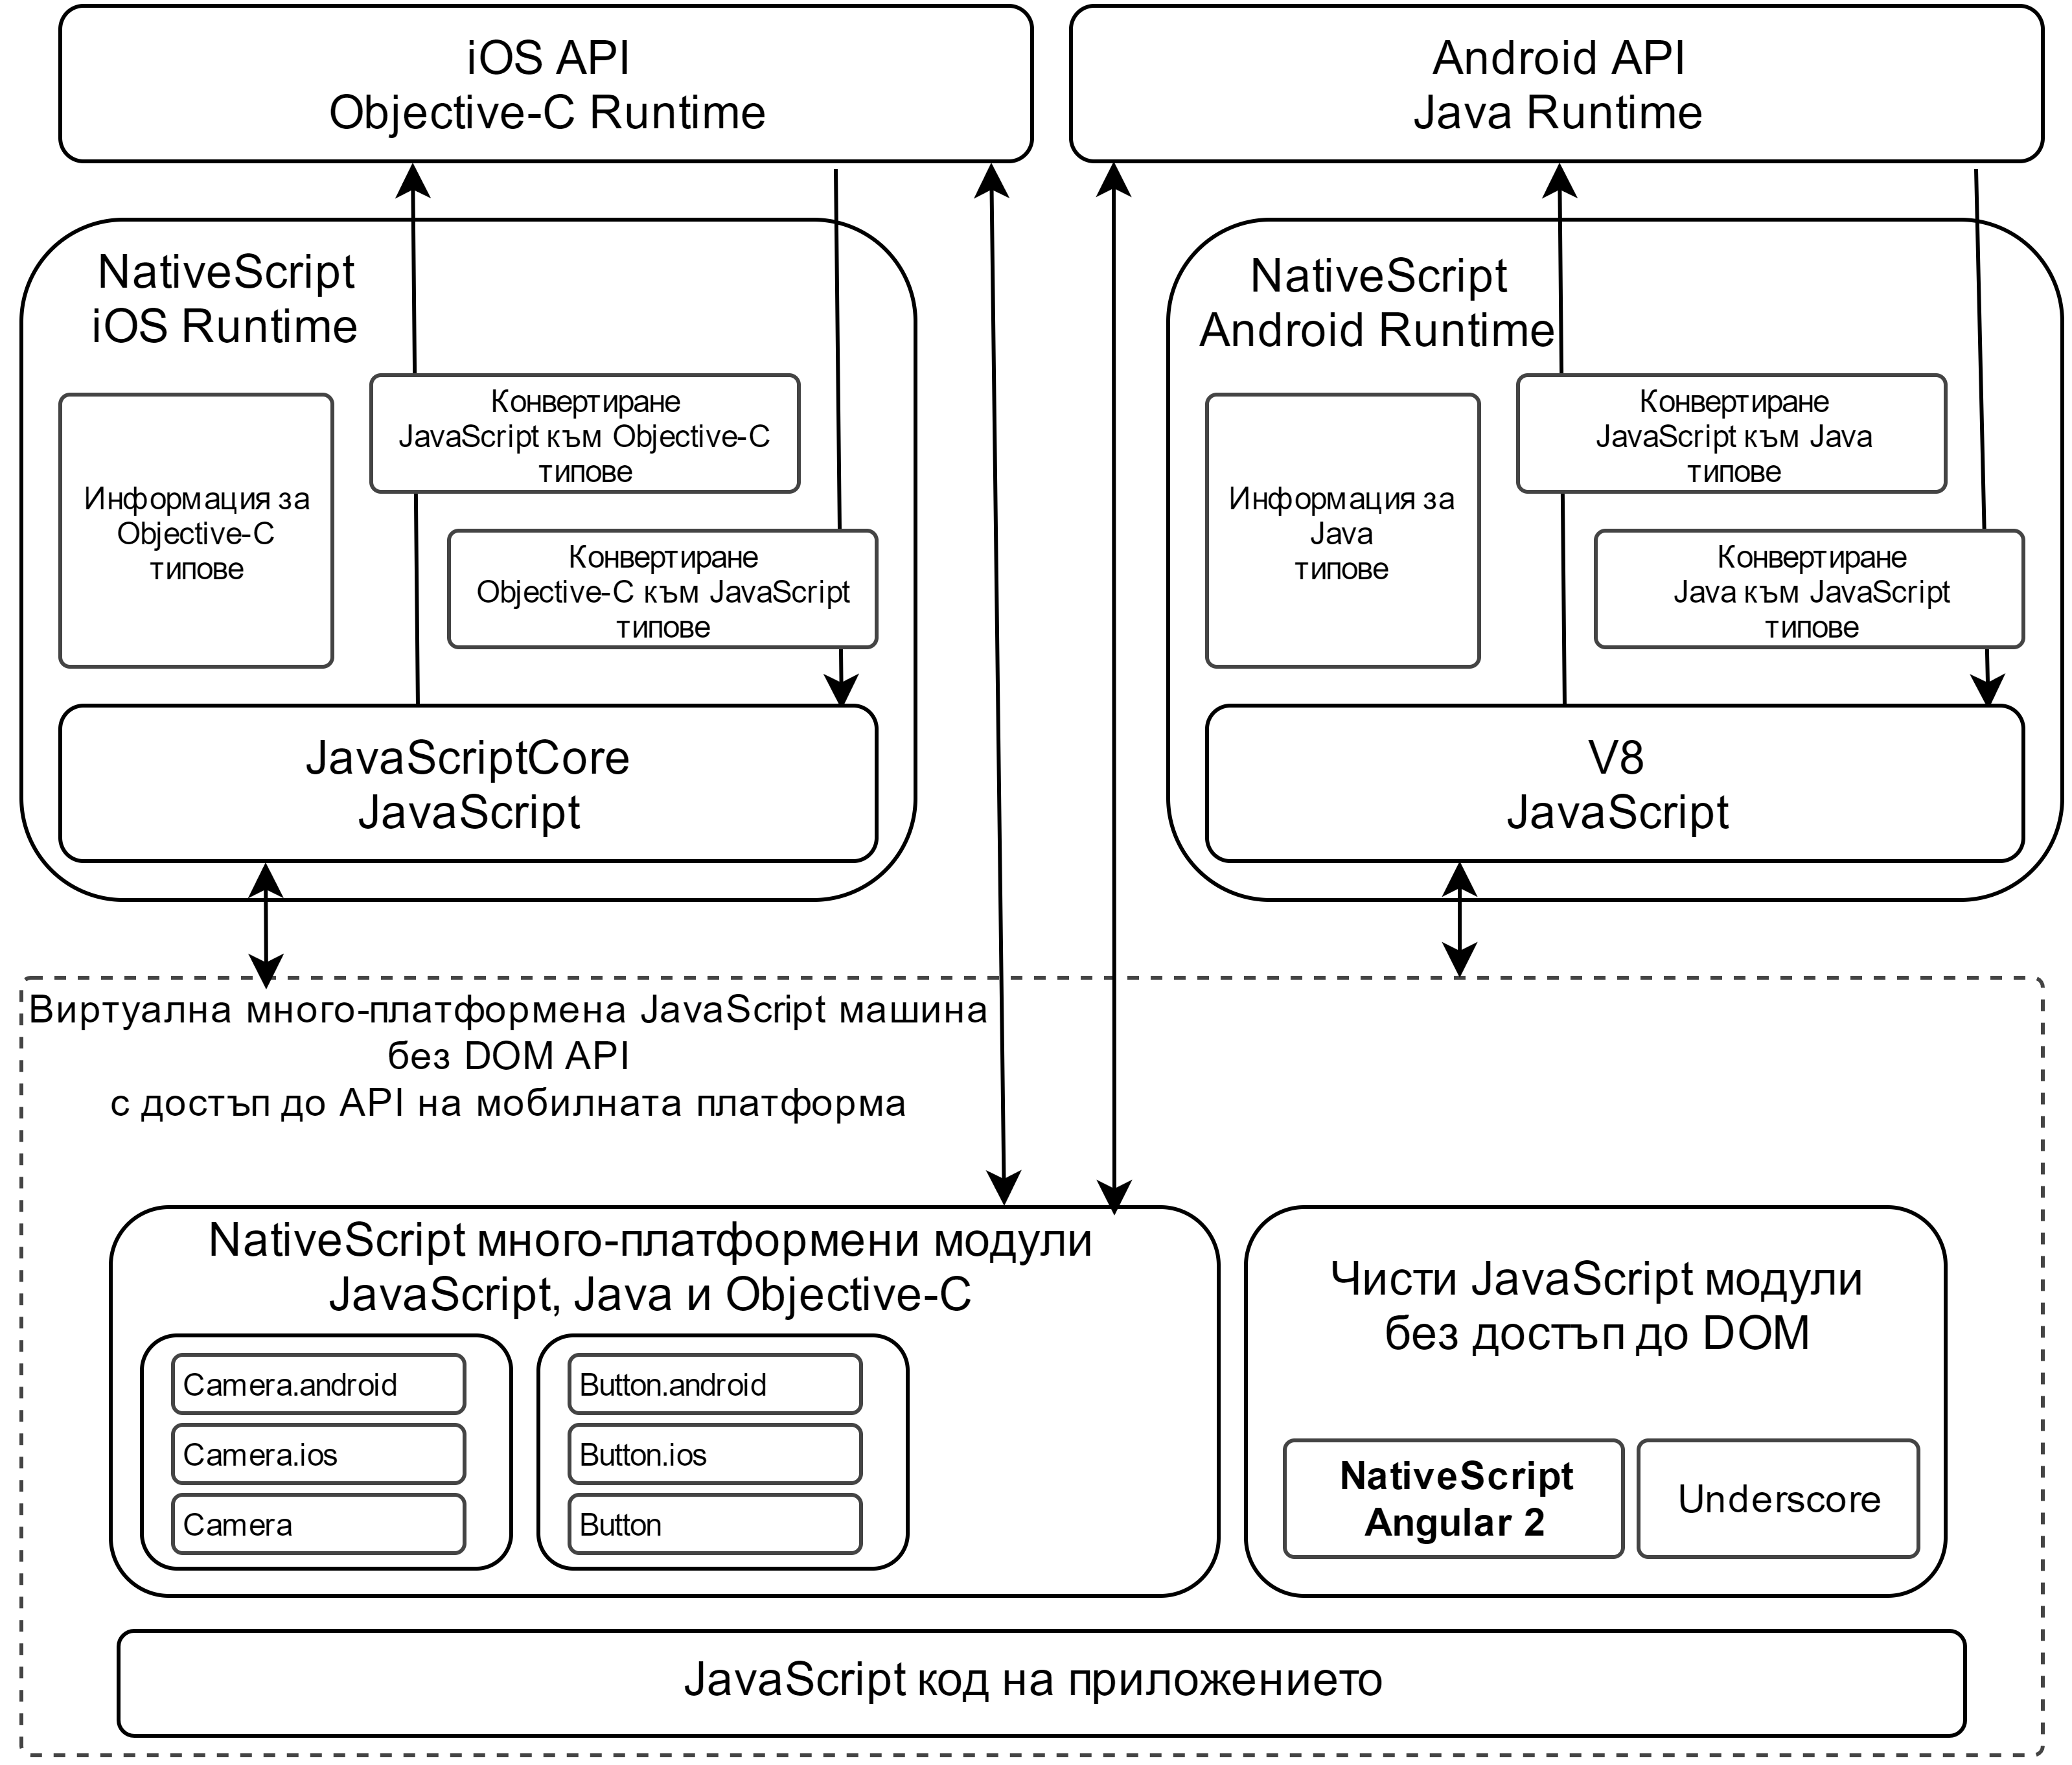 iOS API
Objective-C Runtime
Android API
Java Runtime
NativeScript
iOS Runtime
Конвертиране
JavaScript към Objective-C
типове
Информация за
Objective-C
типове
Конвертиране
Objective-C към JavaScript
типове
JavaScriptCore
JavaScript
NativeScript
Android Runtime
Конвертиране
JavaScript към Java
типове
Информация за
Java
типове
Конвертиране
Java към JavaScript
типове
V8
JavaScript
Виртуална много-платформена JavaScript машина
без DOM API
с достъп до API на мобилната платформа
NativeScript много-платформени модули
JavaScript, Java и Objective-C
Camera.android
Camera.ios
Camera
Button.android
Button.ios
Button
Чисти JavaScript модули
без достъп до DOM
NativeScript
Angular 2
Underscore
JavaScript код на приложението